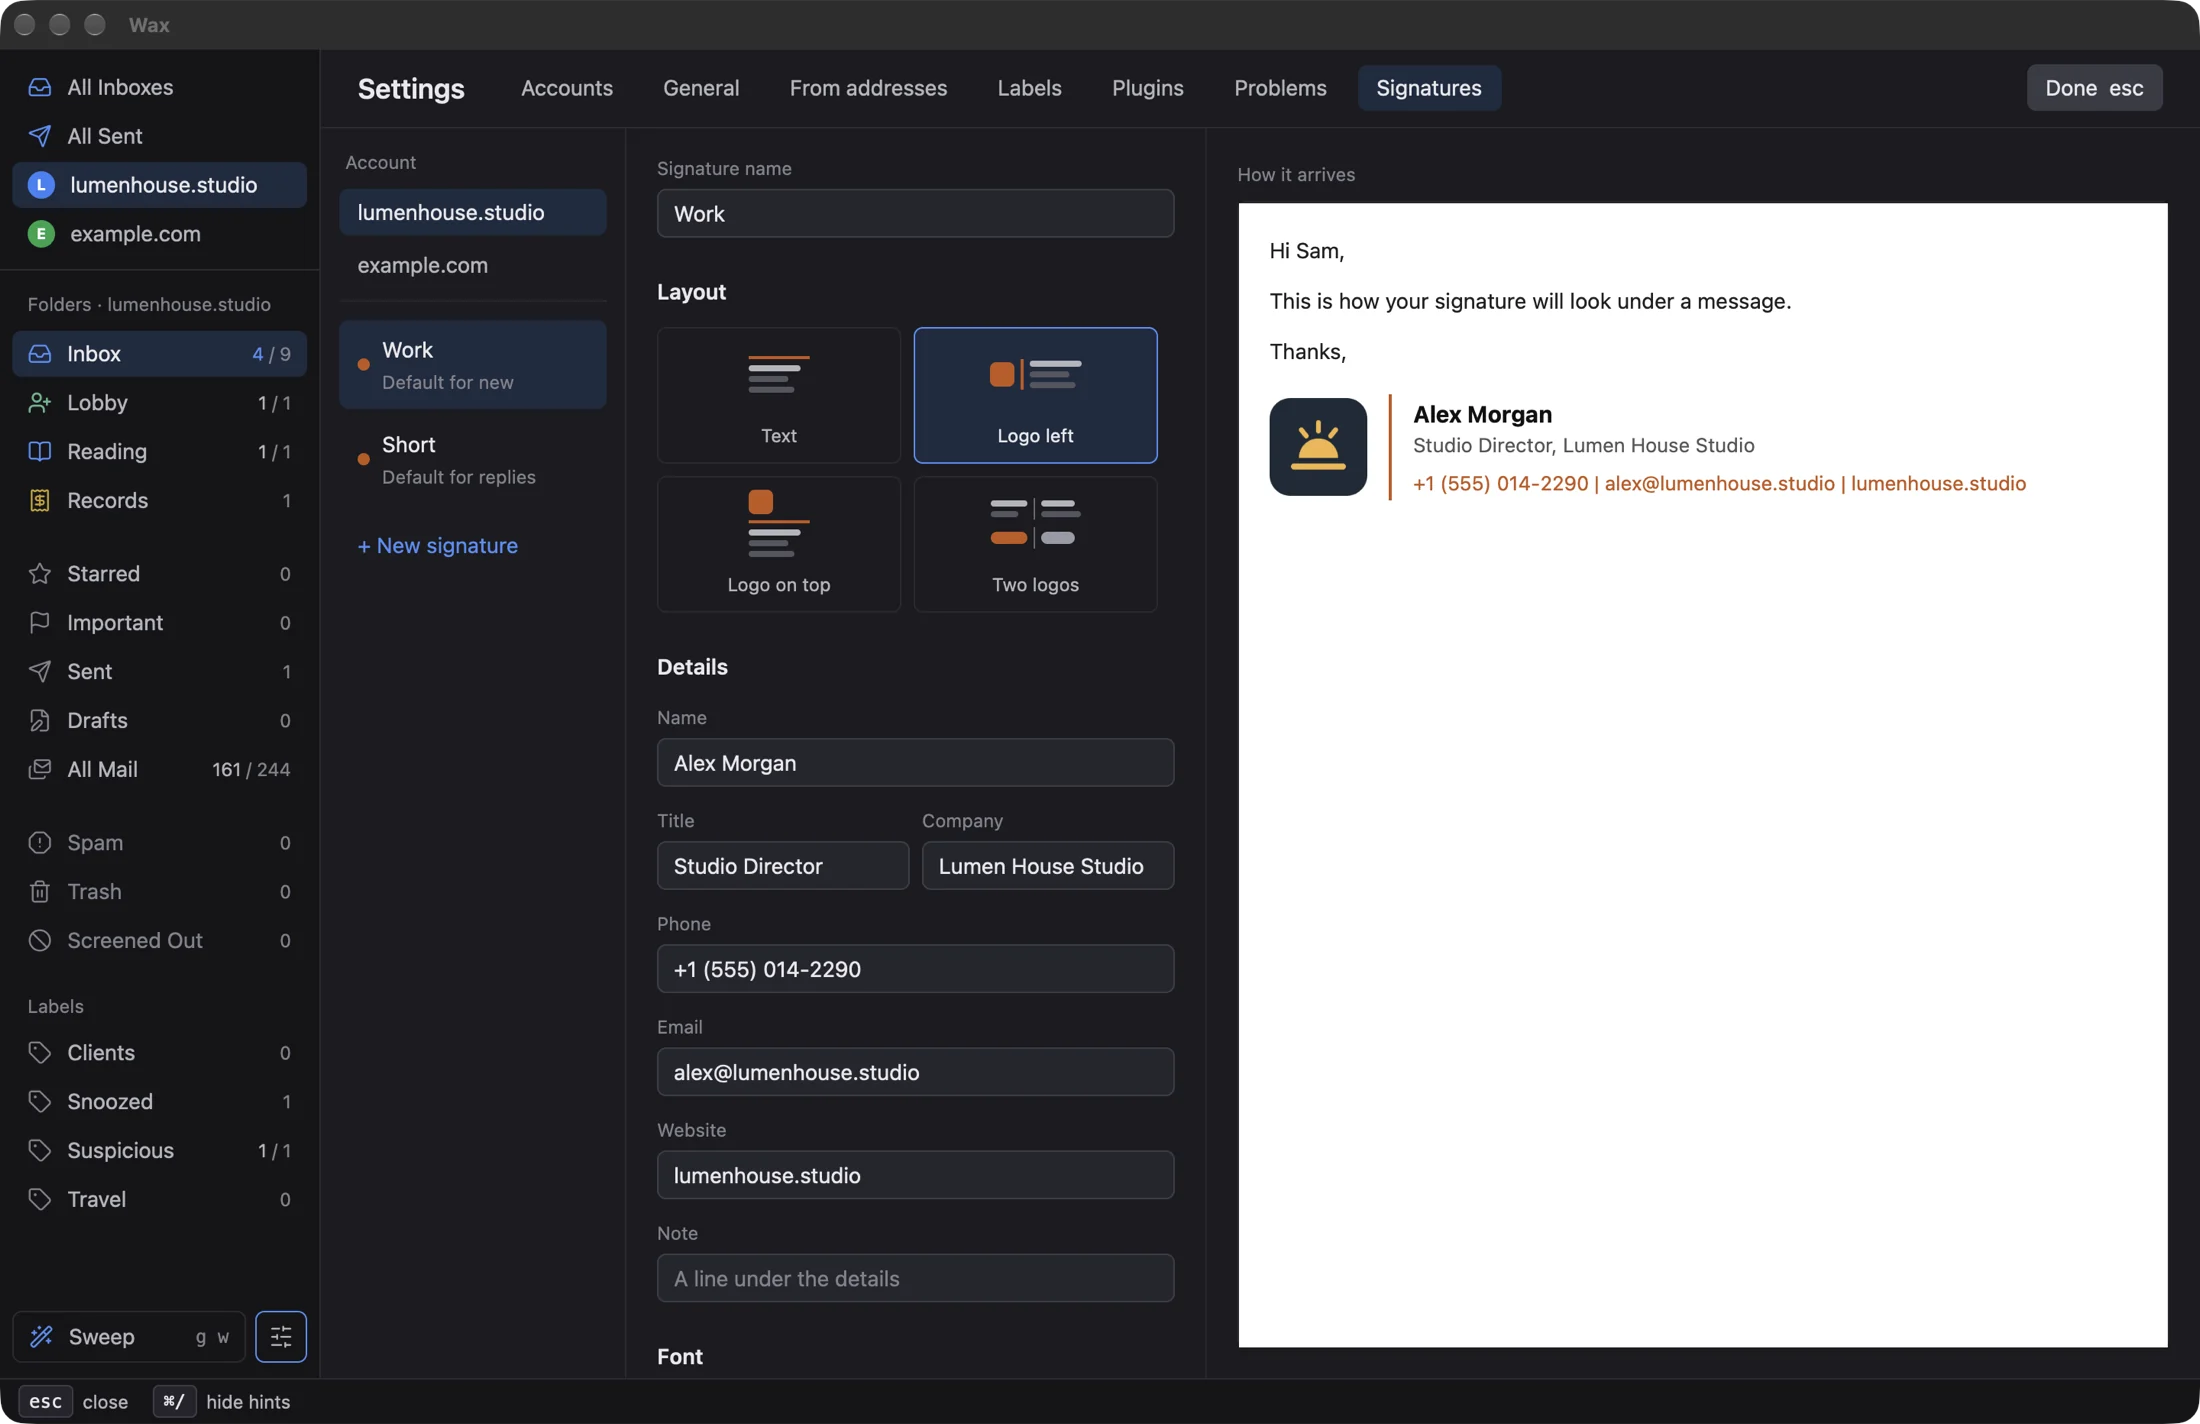 Wax
All Inboxes
All Sent
L lumenhouse.studio
E example.com
Folders · lumenhouse.studio
Inbox 4 / 9
Lobby 1 / 1
Reading 1 / 1
Records 1
Starred 0
Important 0
Sent 1
Drafts 0
All Mail 161 / 244
Spam 0
Trash 0
Screened Out 0
Labels
Clients 0
Snoozed 1
Suspicious 1 / 1
Travel 0
Sweep g w
esc close ⌘/ hide hints
Settings Accounts General From addresses Labels Plugins Problems Signatures Done esc
Account
lumenhouse.studio
example.com
Work
Default for new
Short
Default for replies
+ New signature
Signature name
Work
Layout
Text Logo left
Logo on top Two logos
Details
Name
Alex Morgan
Title Company
Studio Director Lumen House Studio
Phone
+1 (555) 014-2290
Email
alex@lumenhouse.studio
Website
lumenhouse.studio
Note
A line under the details
Font
How it arrives
Hi Sam,
This is how your signature will look under a message.
Thanks,
Alex Morgan
Studio Director, Lumen House Studio
+1 (555) 014-2290 | alex@lumenhouse.studio | lumenhouse.studio